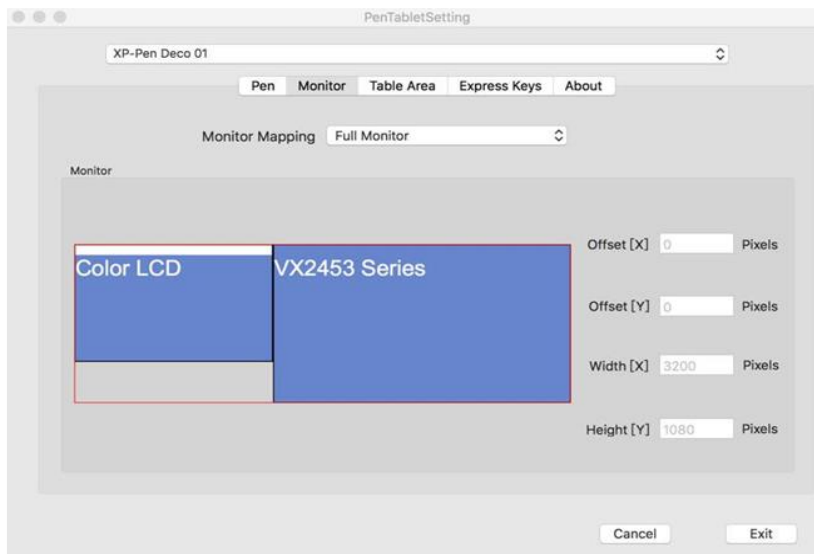 PenTabletSetting
XP-Pen Deco 01
Pen Monitor Table Area Express Keys About
Monitor Mapping Full Monitor
Monitor
Color LCD VX2453 Series
Offset [X] 0 Pixels
Offset [Y] 0 Pixels
Width [X] 3200 Pixels
Height [Y] 1080 Pixels
Cancel Exit